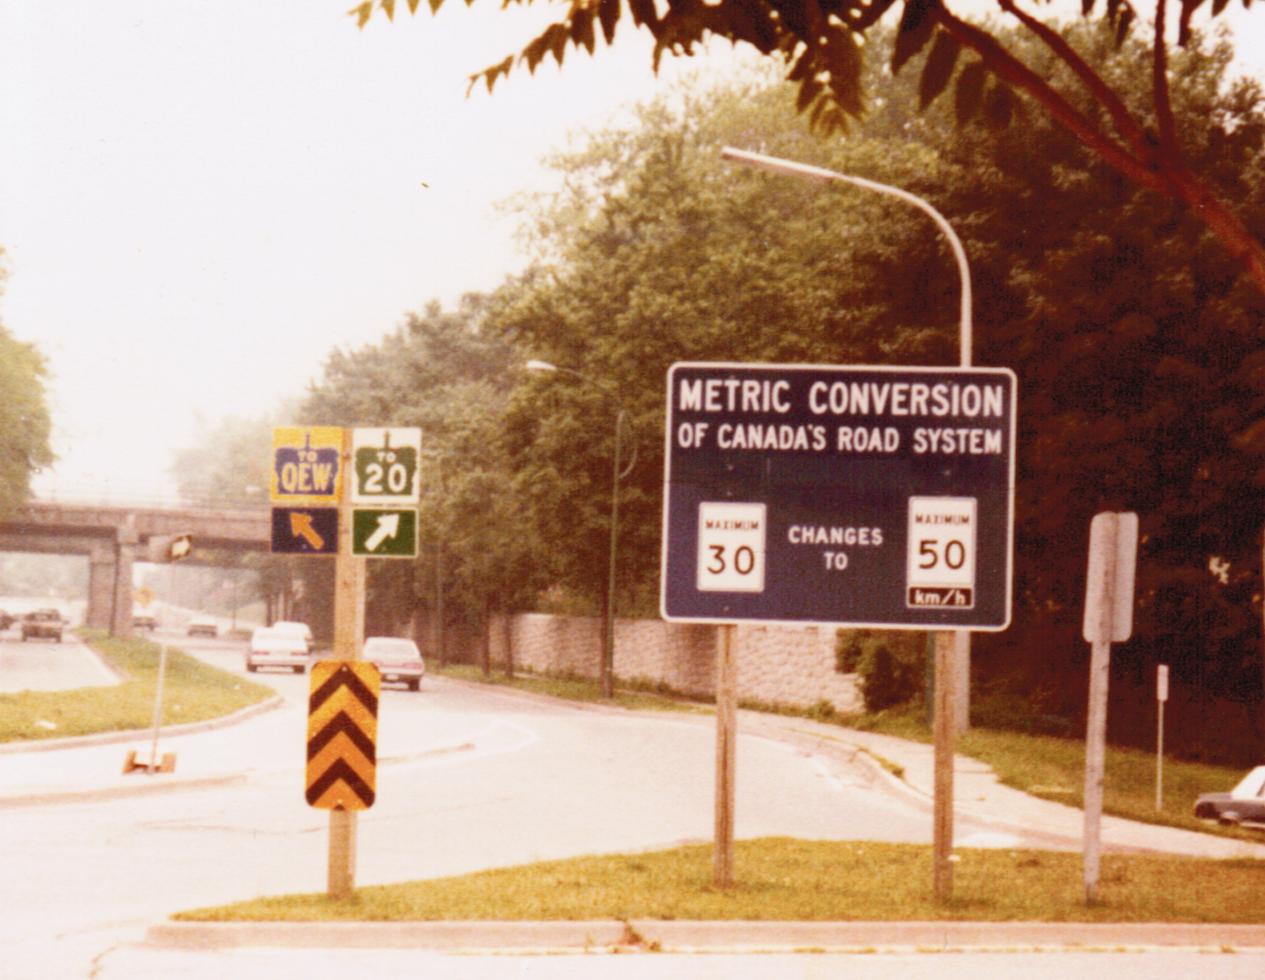 TO
QEW
TO
20
METRIC CONVERSION
OF CANADA'S ROAD SYSTEM
MAXIMUM
30
CHANGES
TO
MAXIMUM
50
km/h